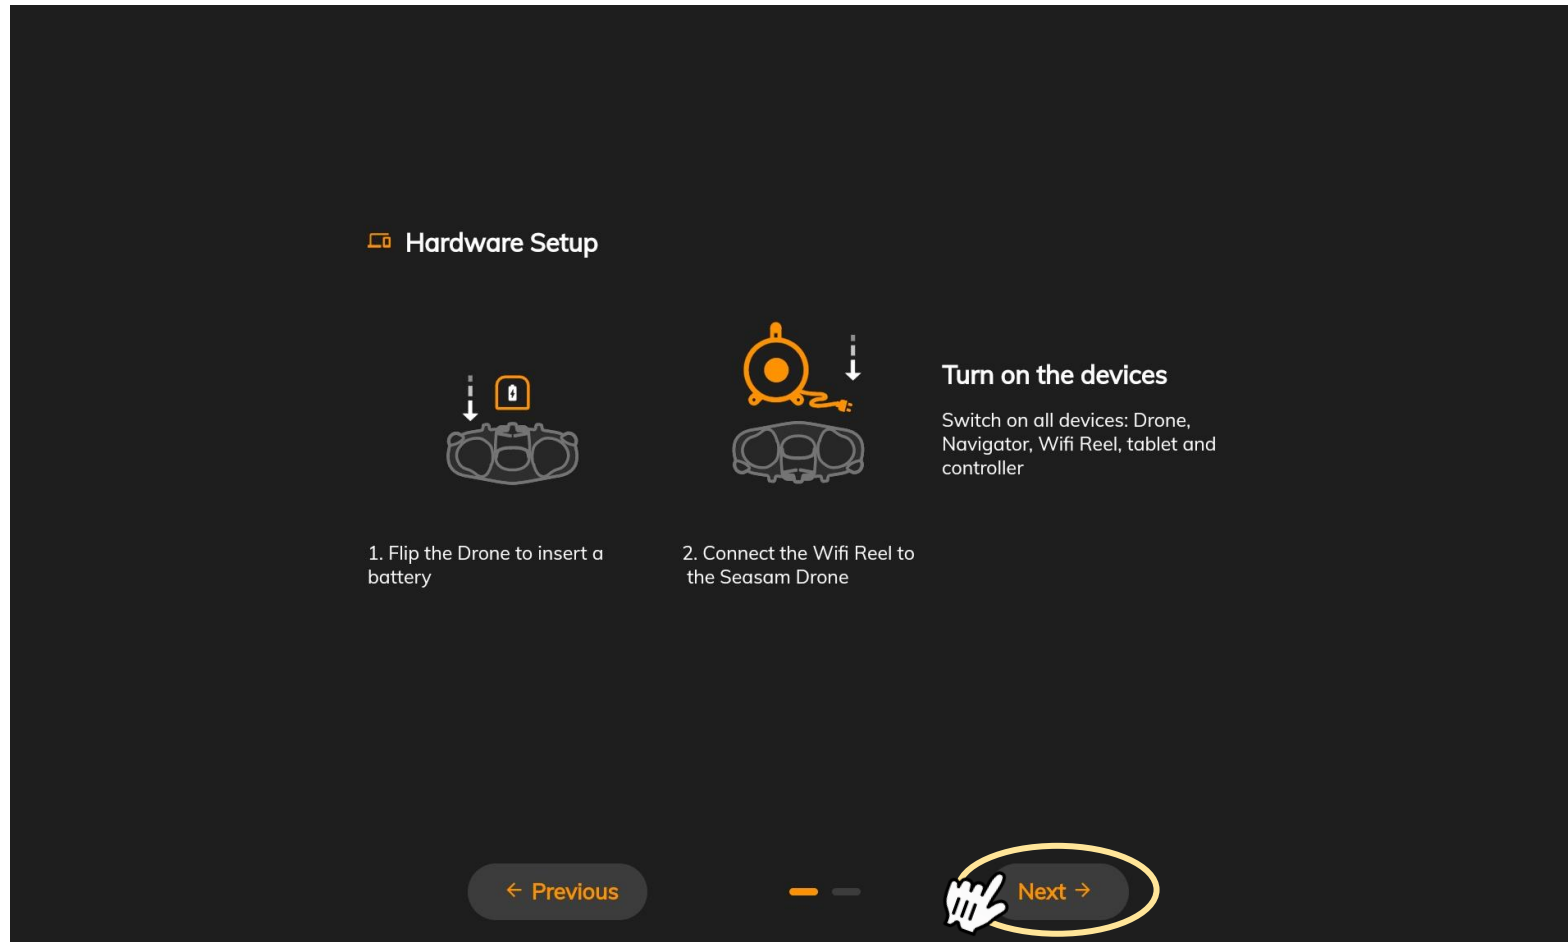 Hardware Setup
Turn on the devices
Switch on all devices: Drone,
Navigator, Wifi Reel, tablet and
controller
1. Flip the Drone to insert a
battery
2. Connect the Wifi Reel to
the Seasam Drone
← Previous
Next →